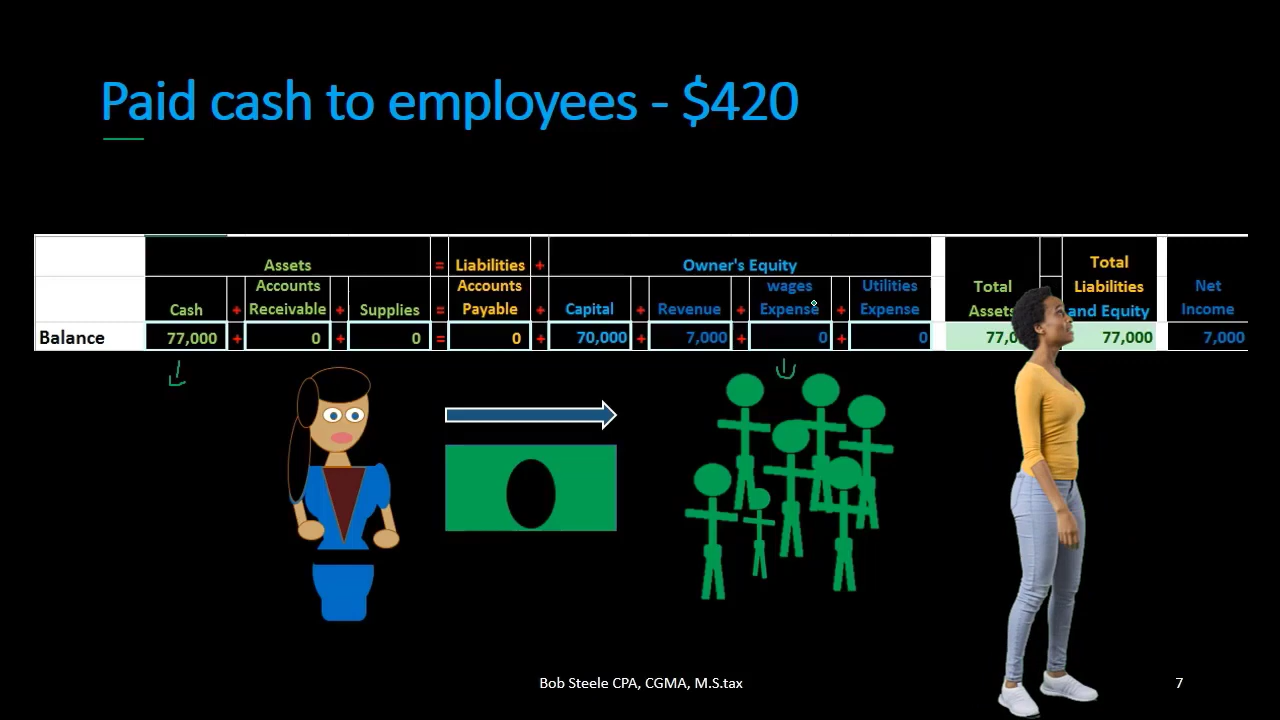 Paid cash to employees - $420
Assets = Liabilities + Owner's Equity
Cash + Accounts Receivable + Supplies = Accounts Payable + Capital + Revenue + wages Expense + Utilities Expense
Total Assets
Total Liabilities and Equity
Net Income
Balance 77,000 + 0 + 0 = 0 + 70,000 + 7,000 + 0 + 0 77,0 77,000 7,000
Bob Steele CPA, CGMA, M.S.tax
7